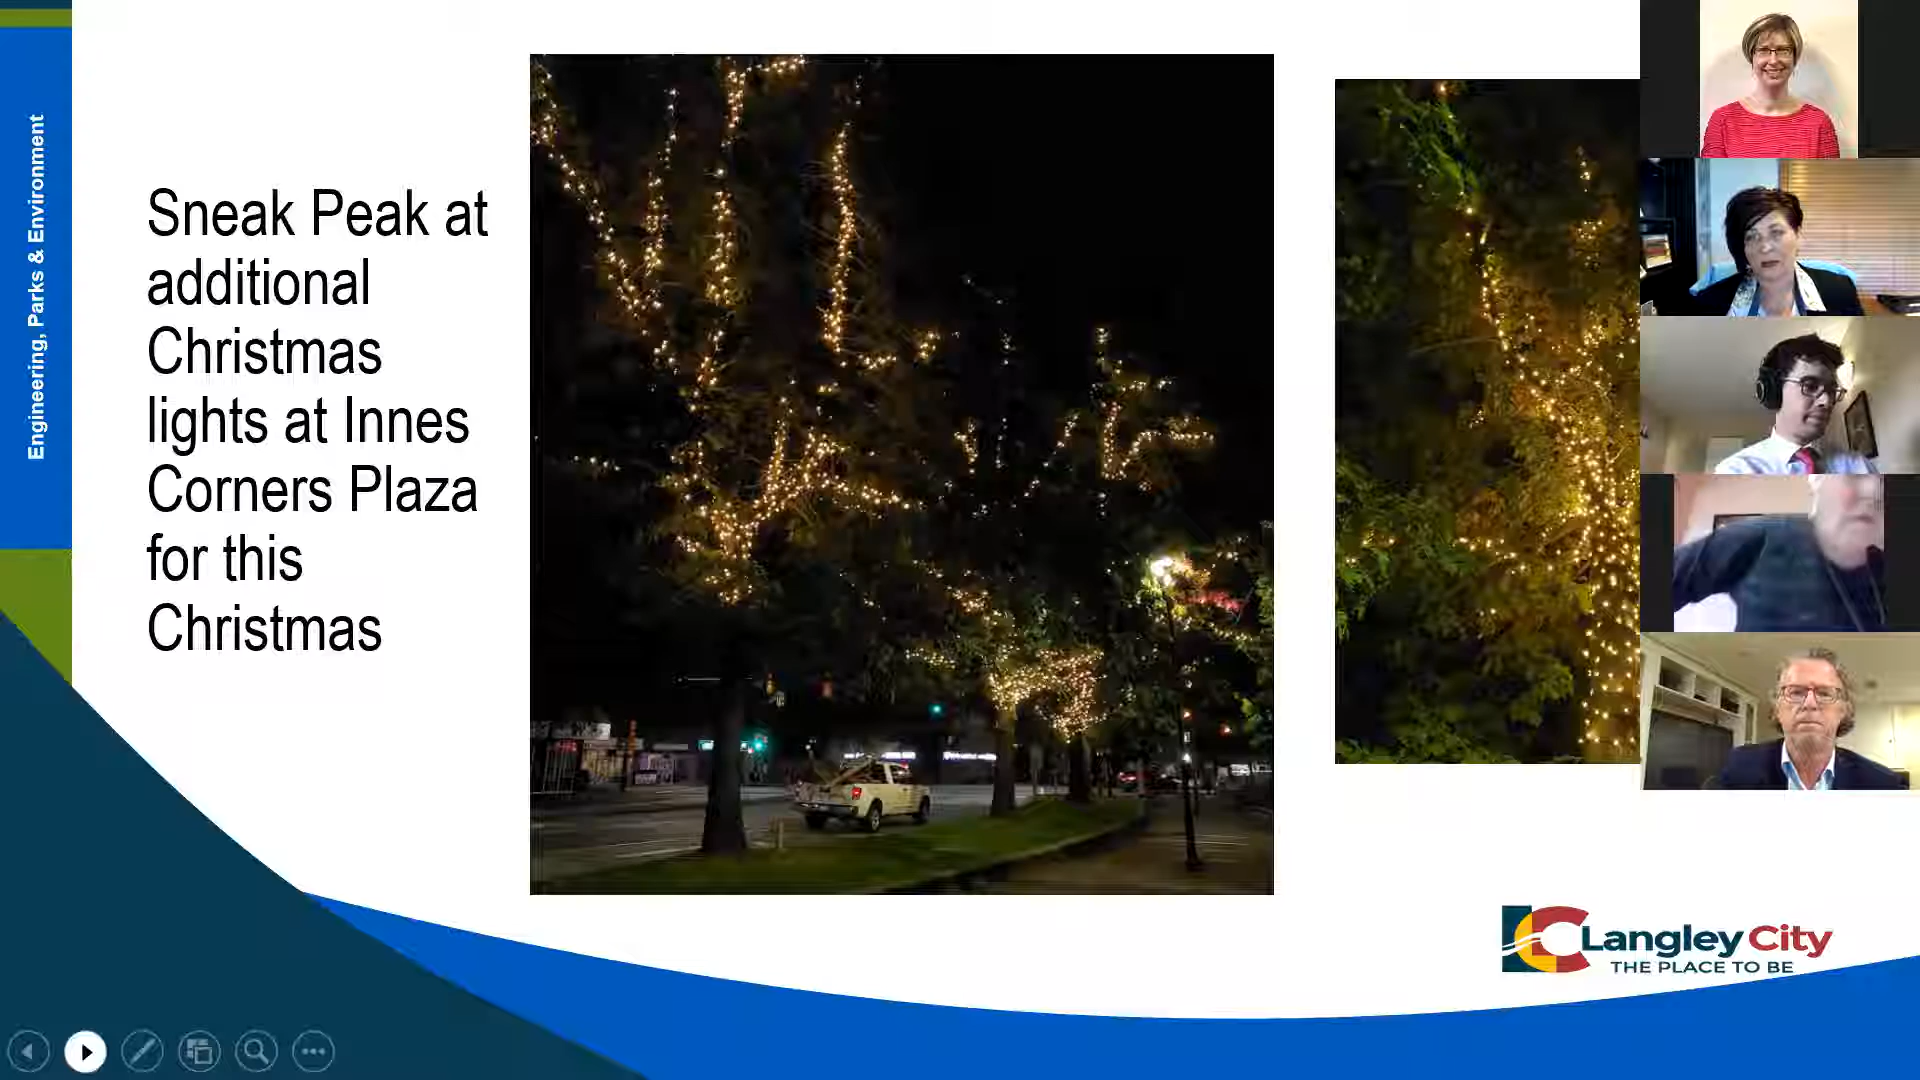 Engineering, Parks & Environment
Sneak Peak at
additional
Christmas
lights at Innes
Corners Plaza
for this
Christmas
LC Langley City
THE PLACE TO BE